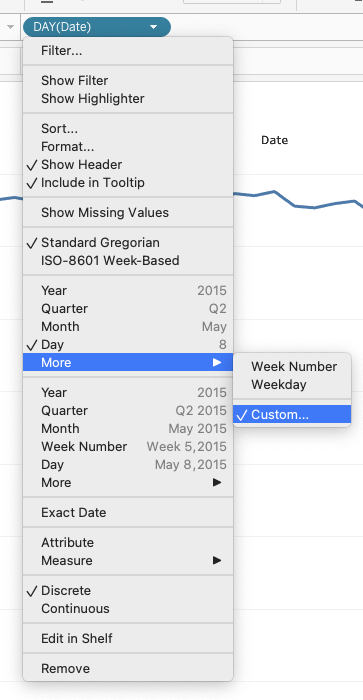 DAY(Date)
Filter...
Show Filter
Show Highlighter
Date
Sort...
Format...
Show Header
Include in Tooltip
Show Missing Values
Standard Gregorian
ISO-8601 Week-Based
Year 2015
Quarter Q2
Month May
Day 8
More
Week Number
Weekday
Custom...
Year 2015
Quarter Q2 2015
Month May 2015
Week Number Week 5,2015
Day May 8,2015
More
Exact Date
Attribute
Measure
Discrete
Continuous
Edit in Shelf
Remove